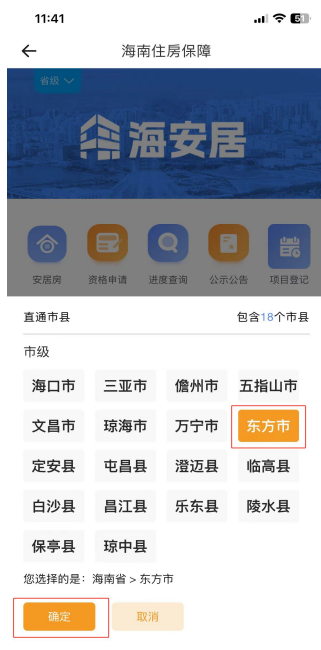 11:41
51
海南住房保障
省级
海安居
安居房 资格申请 进度查询 公示公告 项目登记
直通市县 包含18个市县
市级
海口市 三亚市 儋州市 五指山市
文昌市 琼海市 万宁市 东方市
定安县 屯昌县 澄迈县 临高县
白沙县 昌江县 乐东县 陵水县
保亭县 琼中县
您选择的是：海南省 > 东方市
确定 取消